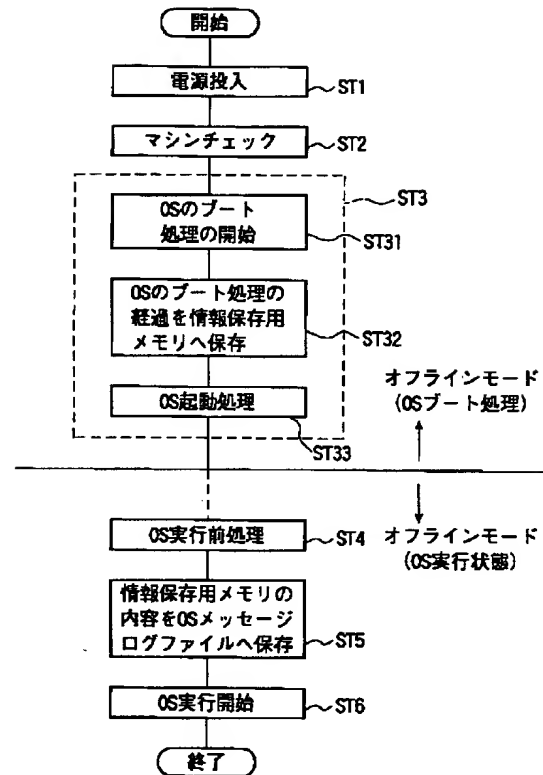 開始
電源投入
ST1
マシンチェック
ST2
ST3
OSのブート
処理の開始
ST31
OSのブート処理の
経過を情報保存用
メモリへ保存
ST32
OS起動処理
ST33
オフラインモード
(OSブート処理)
オフラインモード
(OS実行状態)
OS実行前処理
ST4
情報保存用メモリの
内容をOSメッセージ
ログファイルへ保存
ST5
OS実行開始
ST6
終了